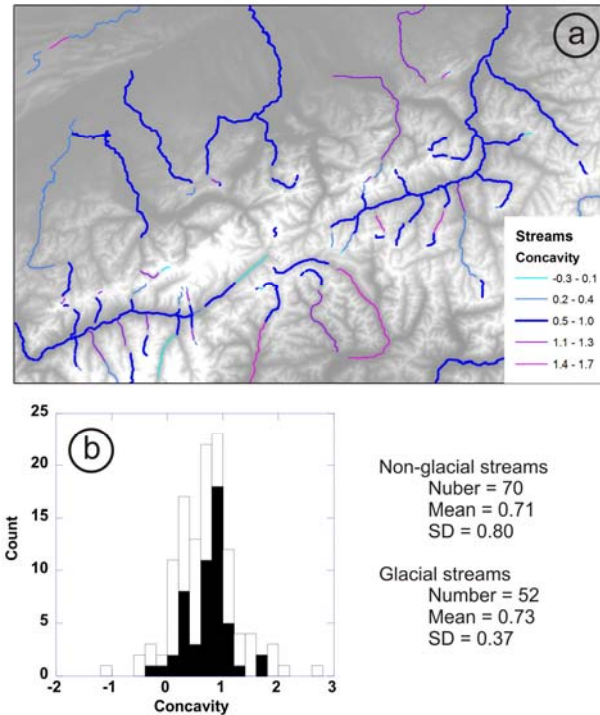 a
Streams
Concavity
-0.3 - 0.1
0.2 - 0.4
0.5 - 1.0
1.1 - 1.3
1.4 - 1.7
b
25
20
15
10
5
0
Count
-2
-1
0
1
2
3
Concavity
Non-glacial streams
Nuber = 70
Mean = 0.71
SD = 0.80
Glacial streams
Number = 52
Mean = 0.73
SD = 0.37